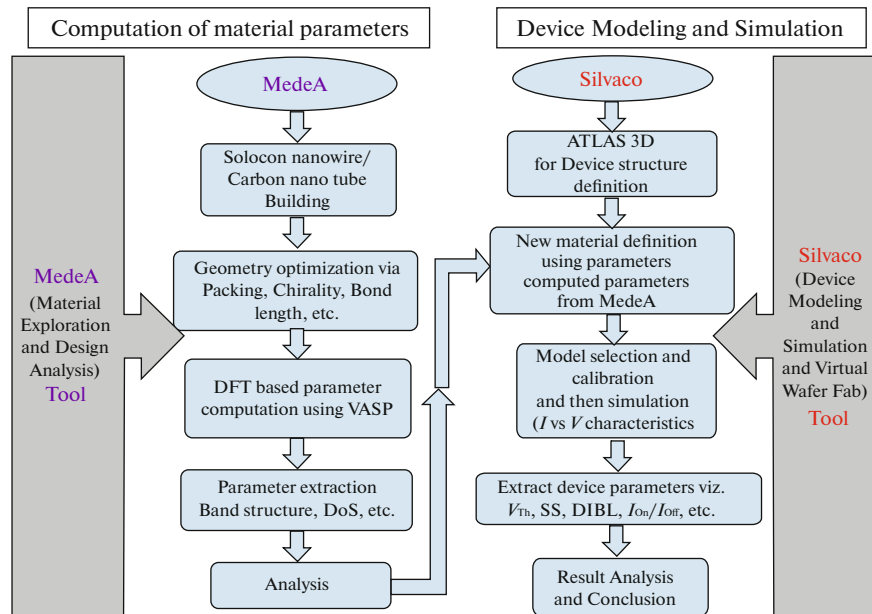 Computation of material parameters
MedeA
Solocon nanowire/
Carbon nano tube
Building
Geometry optimization via
Packing, Chirality, Bond
length, etc.
DFT based parameter
computation using VASP
Parameter extraction
Band structure, DoS, etc.
Analysis
MedeA
(Material
Exploration
and Design
Analysis)
Tool
Device Modeling and Simulation
Silvaco
ATLAS 3D
for Device structure
definition
New material definition
using parameters
computed parameters
from MedeA
Model selection and
calibration
and then simulation
(I vs V characteristics
Extract device parameters viz.
VTh, SS, DIBL, IOn/IOff, etc.
Result Analysis
and Conclusion
Silvaco
(Device
Modeling
and
Simulation
and Virtual
Wafer Fab)
Tool